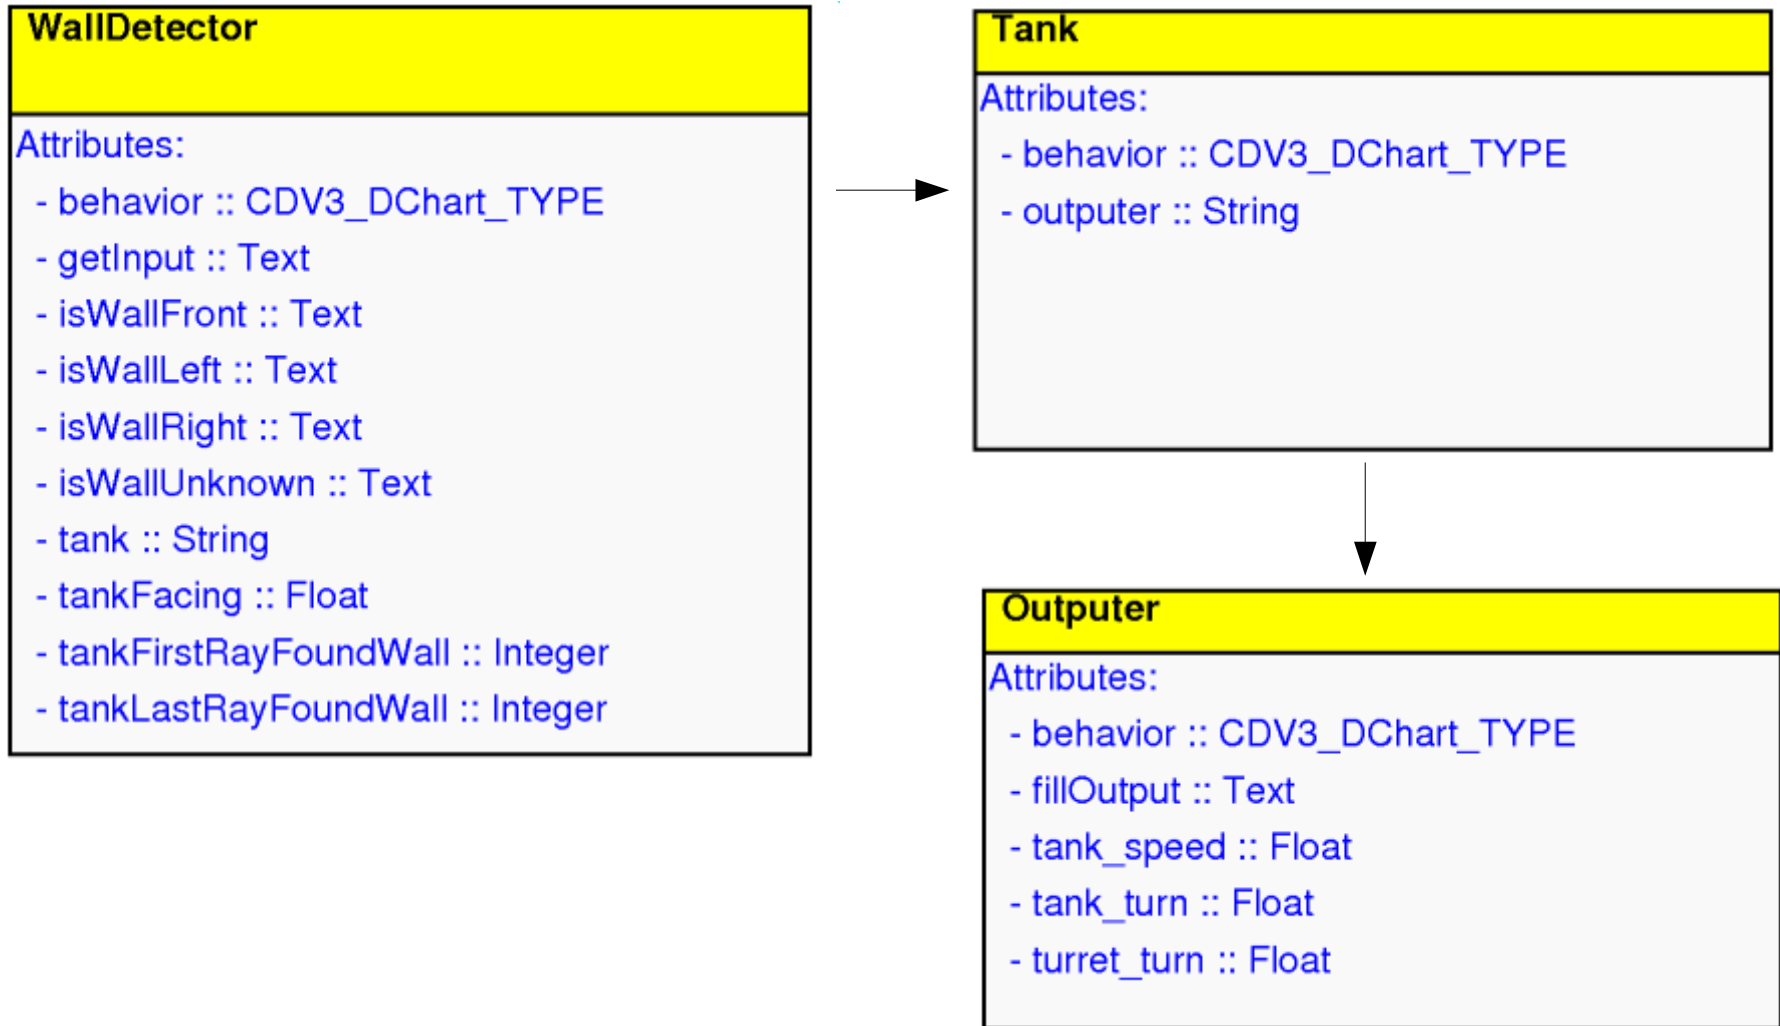 WallDetector
Attributes:
- behavior :: CDV3_DChart_TYPE
- getInput :: Text
- isWallFront :: Text
- isWallLeft :: Text
- isWallRight :: Text
- isWallUnknown :: Text
- tank :: String
- tankFacing :: Float
- tankFirstRayFoundWall :: Integer
- tankLastRayFoundWall :: Integer
Tank
Attributes:
- behavior :: CDV3_DChart_TYPE
- outputer :: String
Outputer
Attributes:
- behavior :: CDV3_DChart_TYPE
- fillOutput :: Text
- tank_speed :: Float
- tank_turn :: Float
- turret_turn :: Float